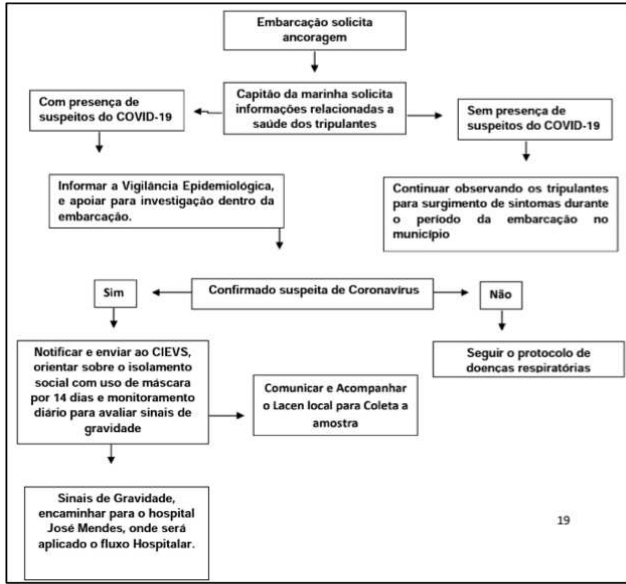 Embarcação solicita
ancoragem
Capitão da marinha solicita
informações relacionadas a
saúde dos tripulantes
Com presença de
suspeitos do COVID-19
Sem presença de
suspeitos do COVID-19
Informar a Vigilância Epidemiológica,
e apoiar para investigação dentro da
embarcação.
Continuar observando os tripulantes
para surgimento de sintomas durante
o período da embarcação no
município
Confirmado suspeita de Coronavírus
Sim
Não
Notificar e enviar ao CIEVS,
orientar sobre o isolamento
social com uso de máscara
por 14 dias e monitoramento
diário para avaliar sinais de
gravidade
Seguir o protocolo de
doenças respiratórias
Comunicar e Acompanhar
o Lacen local para Coleta a
amostra
Sinais de Gravidade,
encaminhar para o hospital
José Mendes, onde será
aplicado o fluxo Hospitalar.
19